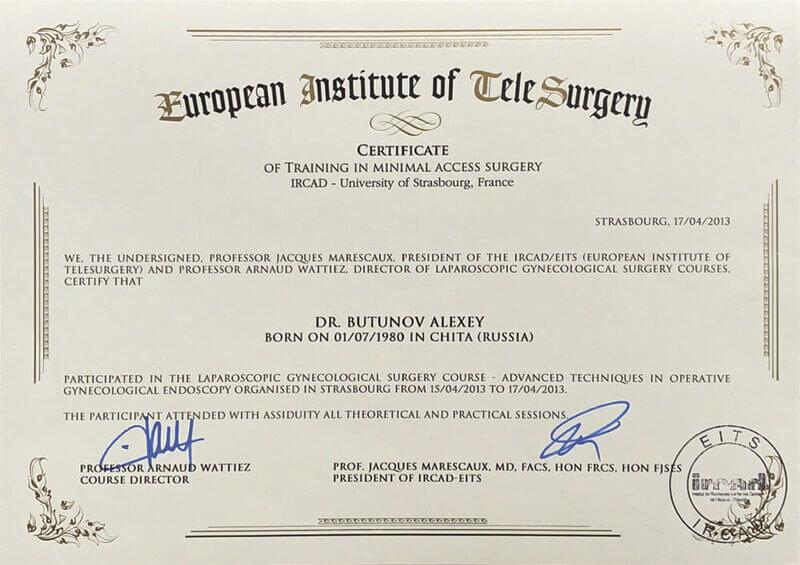 European Institute of TeleSurgery
CERTIFICATE
OF TRAINING IN MINIMAL ACCESS SURGERY
IRCAD - University of Strasbourg, France
STRASBOURG, 17/04/2013
WE, THE UNDERSIGNED, PROFESSOR JACQUES MARESCAUX, PRESIDENT OF THE IRCAD/EITS (EUROPEAN INSTITUTE OF
TELESURGERY) AND PROFESSOR ARNAUD WATTIEZ, DIRECTOR OF LAPAROSCOPIC GYNECOLOGICAL SURGERY COURSES,
CERTIFY THAT
DR. BUTUNOV ALEXEY
BORN ON 01/07/1980 IN CHITA (RUSSIA)
PARTICIPATED IN THE LAPAROSCOPIC GYNECOLOGICAL SURGERY COURSE - ADVANCED TECHNIQUES IN OPERATIVE
GYNECOLOGICAL ENDOSCOPY ORGANISED IN STRASBOURG FROM 15/04/2013 TO 17/04/2013.
THE PARTICIPANT ATTENDED WITH ASSIDUITY ALL THEORETICAL AND PRACTICAL SESSIONS.
PROFESSOR ARNAUD WATTIEZ
COURSE DIRECTOR
PROF. JACQUES MARESCAUX, MD, FACS, HON FRCS, HON FJSES
PRESIDENT OF IRCAD-EITS
EITS
ircad
IRCAD